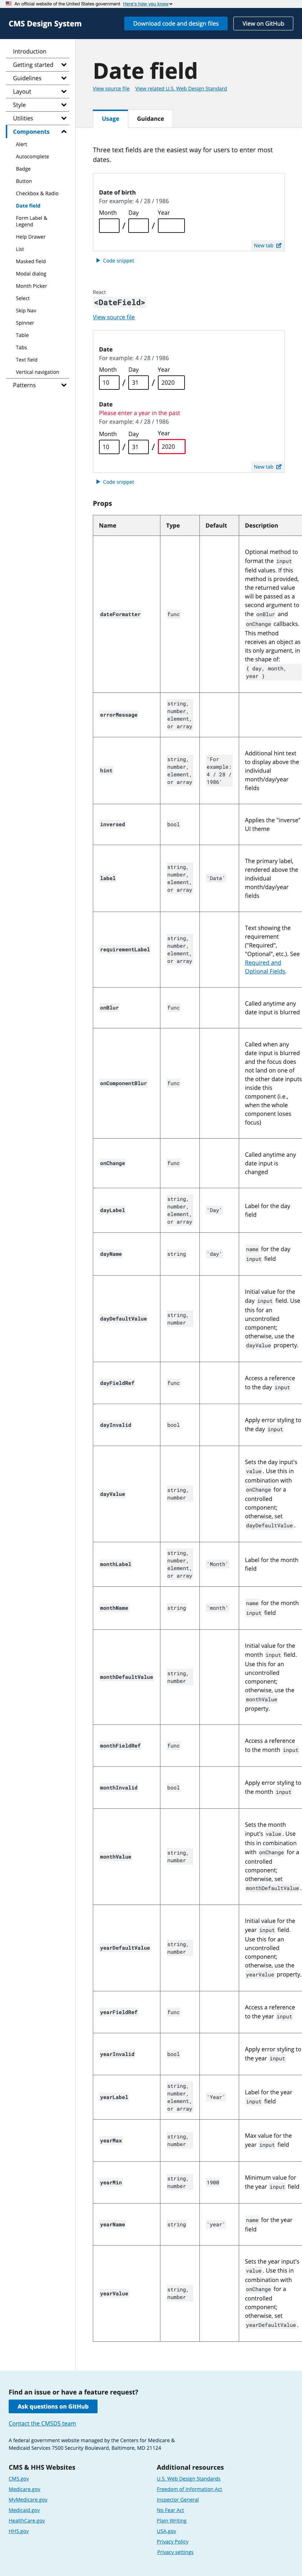 An official website of the United States government Here's how you know
CMS Design System
Download code and design files
View on GitHub
Introduction
Getting started
Guidelines
Layout
Style
Utilities
Components
Alert
Autocomplete
Badge
Button
Checkbox & Radio
Date field
Form Label &
Legend
Help Drawer
List
Masked field
Modal dialog
Month Picker
Select
Skip Nav
Spinner
Table
Tabs
Text field
Vertical navigation
Patterns
Date field
View source file View related U.S. Web Design Standard
Usage Guidance
Three text fields are the easiest way for users to enter most
dates.
Date of birth
For example: 4 / 28 / 1986
Month Day Year
/ /
New tab
Code snippet
React
<DateField>
View source file
Date
For example: 4 / 28 / 1986
Month Day Year
10 / 31 / 2020
Date
Please enter a year in the past
For example: 4 / 28 / 1986
Month Day Year
10 / 31 / 2020
New tab
Code snippet
Props
Name Type Default Description
dateFormatter func
Optional method to
format the input
field values. If this
method is provided,
the returned value
will be passed as a
second argument to
the onBlur and
onChange callbacks.
This method
receives an object as
its only argument, in
the shape of:
{ day, month,
year }
errorMessage
string,
number,
element,
or array
hint
string,
number,
element,
or array
'For
example:
4 / 28 /
1986'
Additional hint text
to display above the
individual
month/day/year
fields
inversed bool
Applies the "inverse"
UI theme
label
string,
number,
element,
or array
'Date'
The primary label,
rendered above the
individual
month/day/year
fields
requirementLabel
string,
number,
element,
or array
Text showing the
requirement
("Required",
"Optional", etc.). See
Required and
Optional Fields.
onBlur func
Called anytime any
date input is blurred
onComponentBlur func
Called when any
date input is blurred
and the focus does
not land on one of
the other date inputs
inside this
component (i.e.,
when the whole
component loses
focus)
onChange func
Called anytime any
date input is
changed
dayLabel
string,
number,
element,
or array
'Day'
Label for the day
field
dayName string 'day'
name for the day
input field
dayDefaultValue
string,
number
Initial value for the
day input field. Use
this for an
uncontrolled
component;
otherwise, use the
dayValue property.
dayFieldRef func
Access a reference
to the day input
dayInvalid bool
Apply error styling to
the day input
dayValue
string,
number
Sets the day input's
value. Use this in
combination with
onChange for a
controlled
component;
otherwise, set
dayDefaultValue.
monthLabel
string,
number,
element,
or array
'Month'
Label for the month
field
monthName string 'month'
name for the month
input field
monthDefaultValue
string,
number
Initial value for the
month input field.
Use this for an
uncontrolled
component;
otherwise, use the
monthValue
property.
monthFieldRef func
Access a reference
to the month input
monthInvalid bool
Apply error styling to
the month input
monthValue
string,
number
Sets the month
input's value. Use
this in combination
with onChange for a
controlled
component;
otherwise, set
monthDefaultValue.
yearDefaultValue
string,
number
Initial value for the
year input field.
Use this for an
uncontrolled
component;
otherwise, use the
yearValue property.
yearFieldRef func
Access a reference
to the year input
yearInvalid bool
Apply error styling to
the year input
yearLabel
string,
number,
element,
or array
'Year'
Label for the year
input field
yearMax
string,
number
Max value for the
year input field
yearMin
string,
number
1900
Minimum value for
the year input field
yearName string 'year'
name for the year
field
yearValue
string,
number
Sets the year input's
value. Use this in
combination with
onChange for a
controlled
component;
otherwise, set
yearDefaultValue.
Find an issue or have a feature request?
Ask questions on GitHub
Contact the CMSDS team
A federal government website managed by the Centers for Medicare &
Medicaid Services 7500 Security Boulevard, Baltimore, MD 21124
CMS & HHS Websites
CMS.gov
Medicare.gov
MyMedicare.gov
Medicaid.gov
HealthCare.gov
HHS.gov
Additional resources
U.S. Web Design Standards
Freedom of Information Act
Inspector General
No Fear Act
Plain Writing
USA.gov
Privacy Policy
Privacy settings